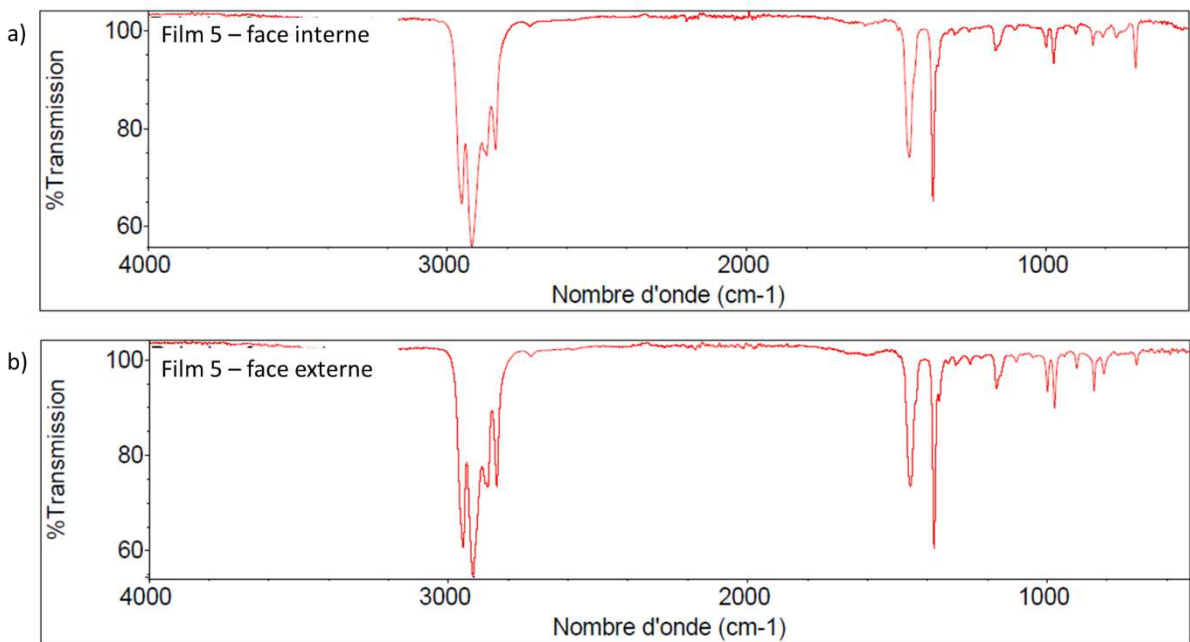 a)
Film 5 – face interne
%Transmission
100
80
60
4000
3000
2000
1000
Nombre d'onde (cm-1)
b)
Film 5 – face externe
%Transmission
100
80
60
4000
3000
2000
1000
Nombre d'onde (cm-1)